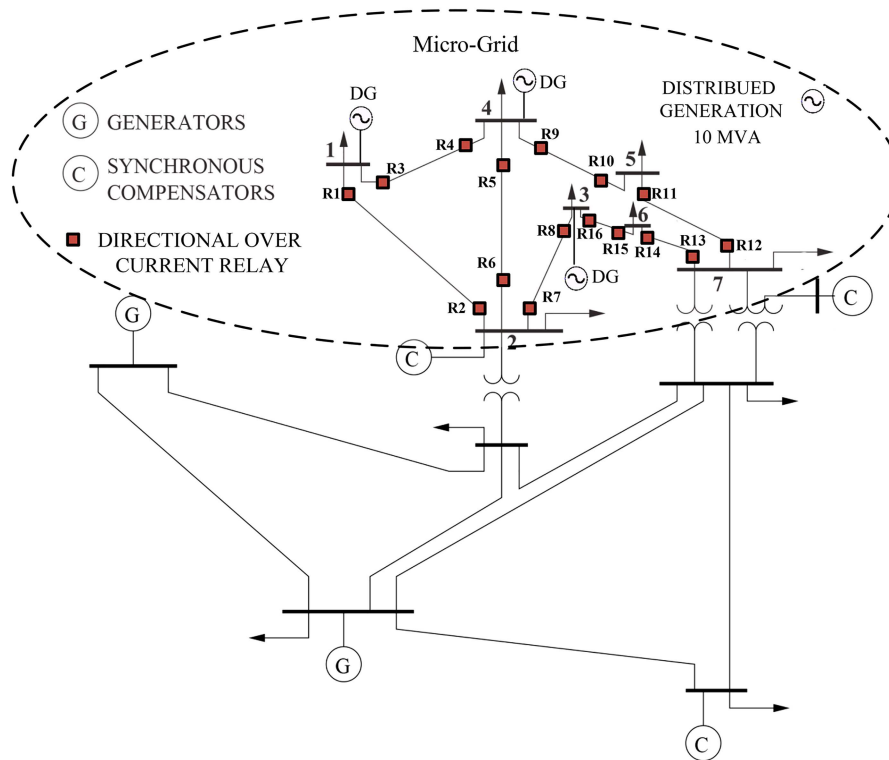 Micro-Grid
G GENERATORS
C SYNCHRONOUS
COMPENSATORS
DIRECTIONAL OVER
CURRENT RELAY
DISTRIBUED
GENERATION
10 MVA
DG
DG
4
1
R3
R4
R9
R1
R5
R10
5
R11
3
6
R8
R16
R15
R14
R13
R12
DG
R6
R7
R2
7
2
G
C
C
G
C